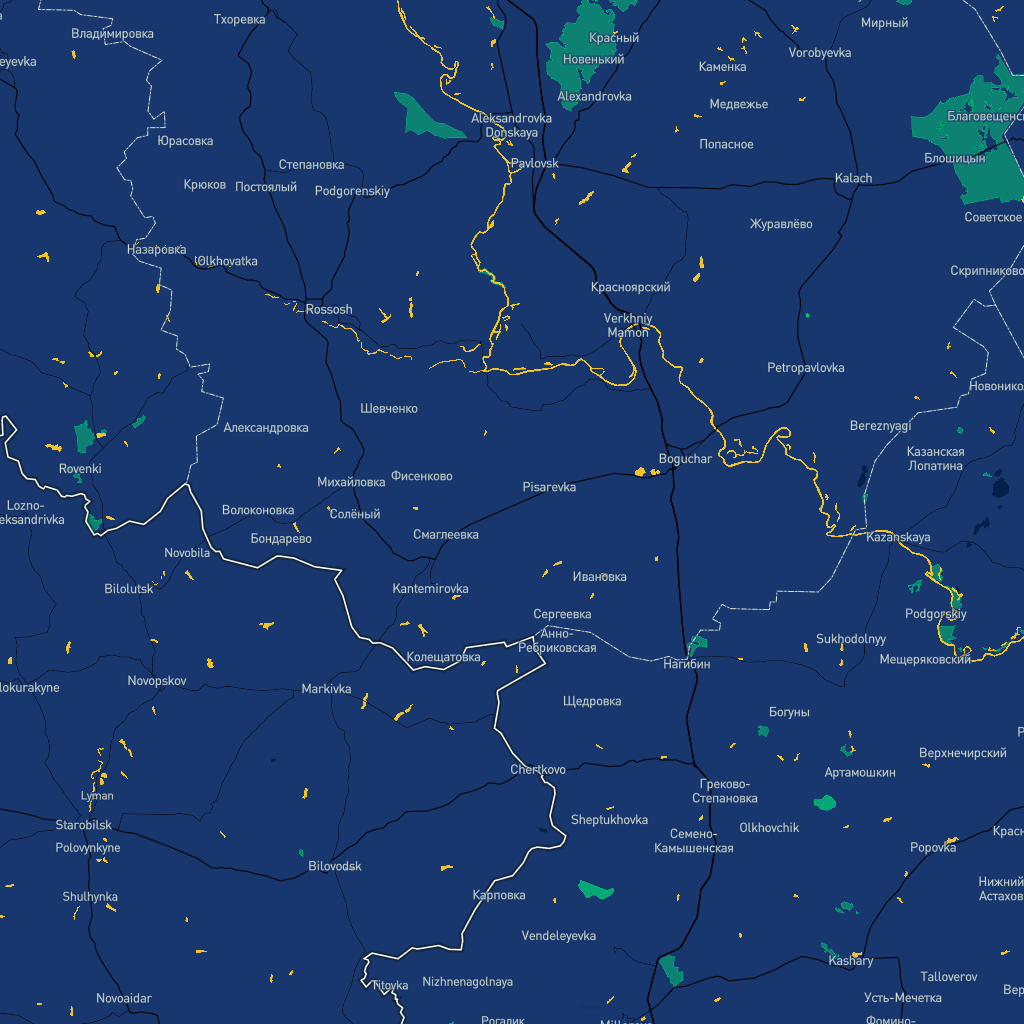 Тхоревка
Мирный
Владимировка
Красный
Vorobyevka
Новенький
eyevka
Каменка
Alexandrovka
Медвежье
Aleksandrovka
Donskaya
Благовещенск
Юрасовка
Попасное
Степановка
Pavlovsk
Блошицын
Крюков
Постоялый
Podgorenskiy
Kalach
Советское
Журавлёво
Назаровка
Olkhovatka
Скрипниково
Красноярский
Rossosh
Verkhniy
Mamon
Petropavlovka
Новонико
Шевченко
Александровка
Bereznyagi
Казанская
Лопатина
Rovenki
Boguchar
Михайловка
Фисенково
Pisarevka
Lozno-
eksandrivka
Волоконовка
Солёный
Бондарево
Смаглеевка
Kazanskaya
Novobila
Bilolutsk
Kantemirovka
Ивановка
Сергеевка
Podgorskiy
Анно-
Ребриковская
Sukhodolnyy
Колещатовка
Нагибин
Мещеряковский
lokurakyne
Novopskov
Markivka
Щедровка
Богуны
Верхнечирский
Chertkovo
Артамошкин
Греково-
Степановка
Lyman
Starobilsk
Sheptukhovka
Olkhovchik
Семено-
Камышенская
Красн
Polovynkyne
Popovka
Bilovodsk
Нижний
Астахов
Shulhynka
Карповка
Vendeleyevka
Kashary
Titovka
Nizhnenagolnaya
Talloverov
Novoaidar
Усть-Мечетка
Вер
Рогалик
Фомино-